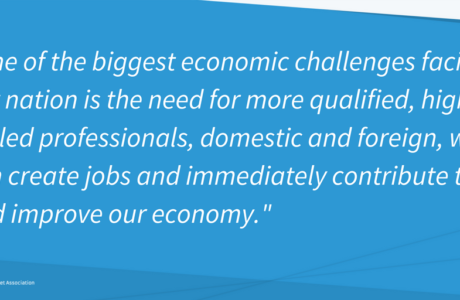 ne of the biggest economic challenges faci
nation is the need for more qualified, hig
led professionals, domestic and foreign, w
create jobs and immediately contribute t
d improve our economy."
et Association